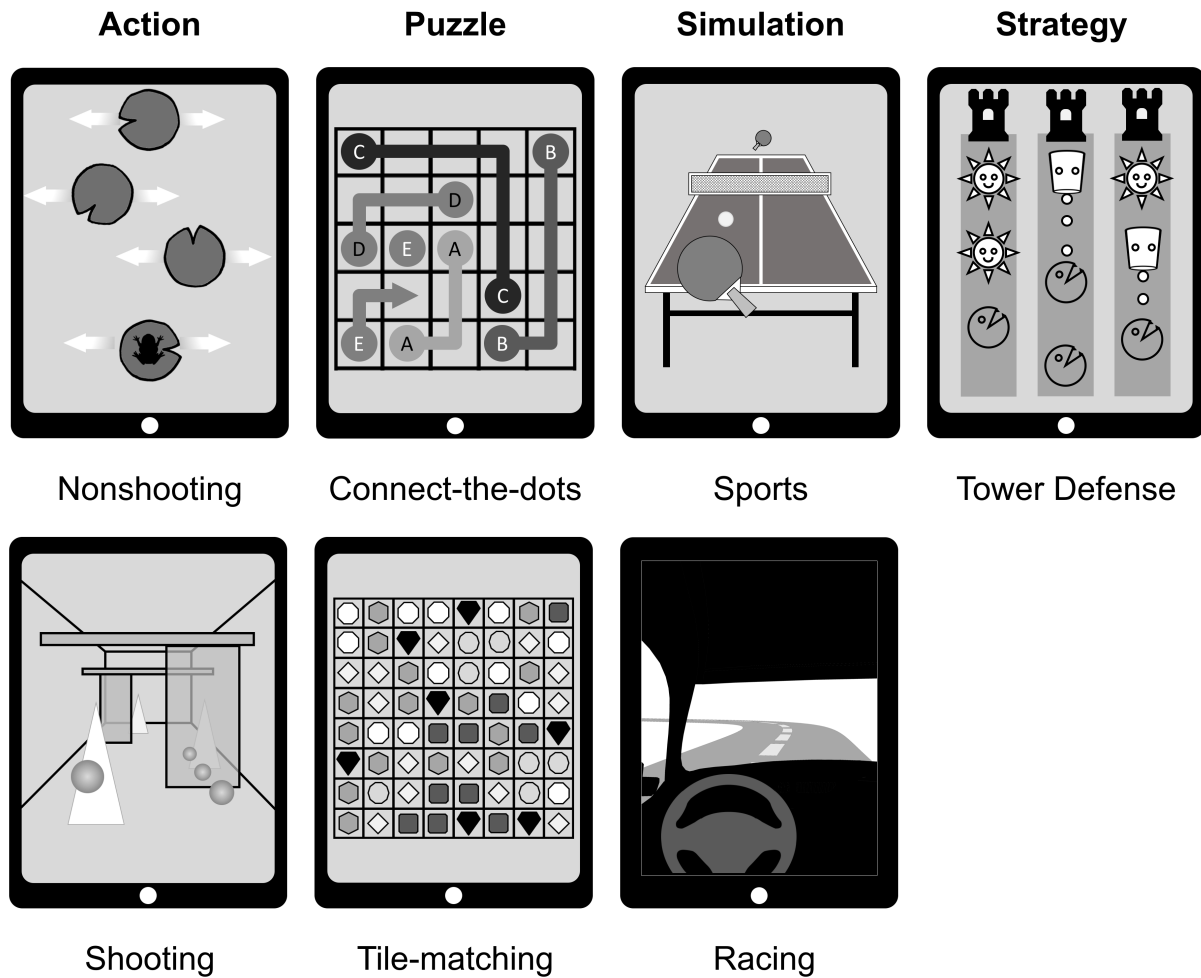 Action Puzzle Simulation Strategy
C B
D
D E A
C
E A B
Nonshooting Connect-the-dots Sports Tower Defense
Shooting Tile-matching Racing